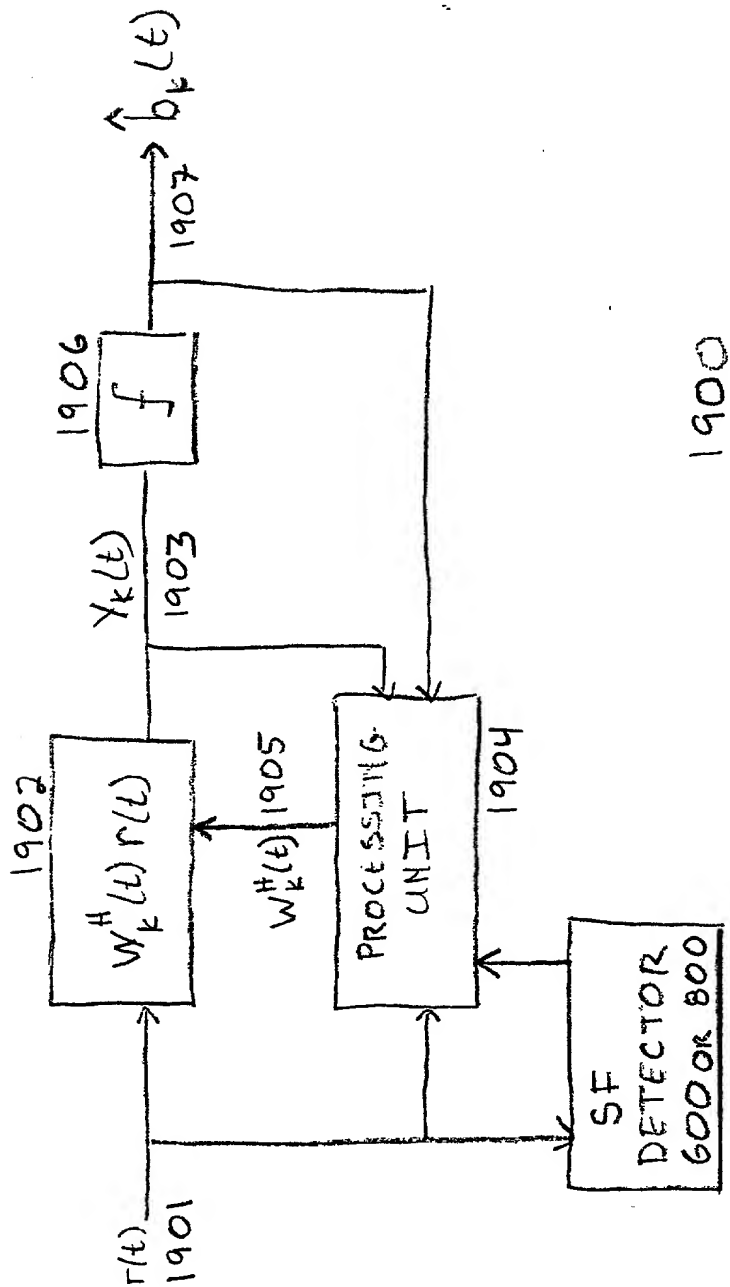 r(t)
1901
1902
W_k^H(t) r(t)
y_k(t)
1903
1906
f
1907
b̂_k(t)
W_k^H(t) 1905
PROCESSING
UNIT
1904
SF
DETECTOR
600 OR 800
1900